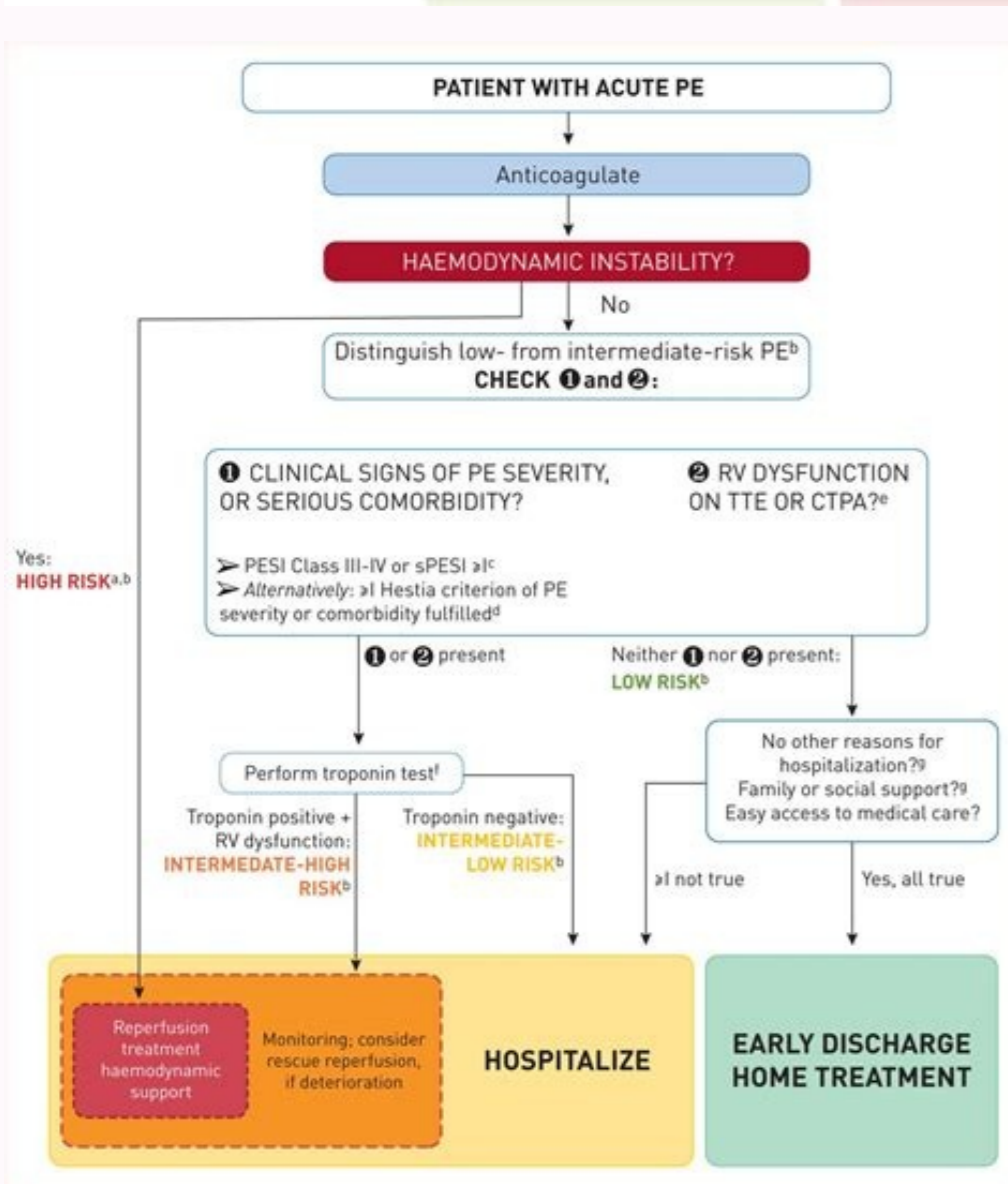 PATIENT WITH ACUTE PE
Anticoagulate
HAEMODYNAMIC INSTABILITY?
No
Distinguish low- from intermediate-risk PEᵇ
CHECK ❶ and ❷:
❶ CLINICAL SIGNS OF PE SEVERITY,
OR SERIOUS COMORBIDITY?
➢ PESI Class III-IV or sPESI ⩾Iᶜ
➢ Alternatively: ⩾I Hestia criterion of PE
severity or comorbidity fulfilledᵈ
❷ RV DYSFUNCTION
ON TTE OR CTPA?ᵉ
Yes:
HIGH RISKᵃ,ᵇ
❶ or ❷ present
Neither ❶ nor ❷ present:
LOW RISKᵇ
Perform troponin testᶠ
No other reasons for
hospitalization?ᵍ
Family or social support?ᵍ
Easy access to medical care?
Troponin positive +
RV dysfunction:
INTERMEDATE-HIGH
RISKᵇ
Troponin negative:
INTERMEDIATE-
LOW RISKᵇ
⩾I not true
Yes, all true
Reperfusion
treatment
haemodynamic
support
Monitoring; consider
rescue reperfusion,
if deterioration
HOSPITALIZE
EARLY DISCHARGE
HOME TREATMENT